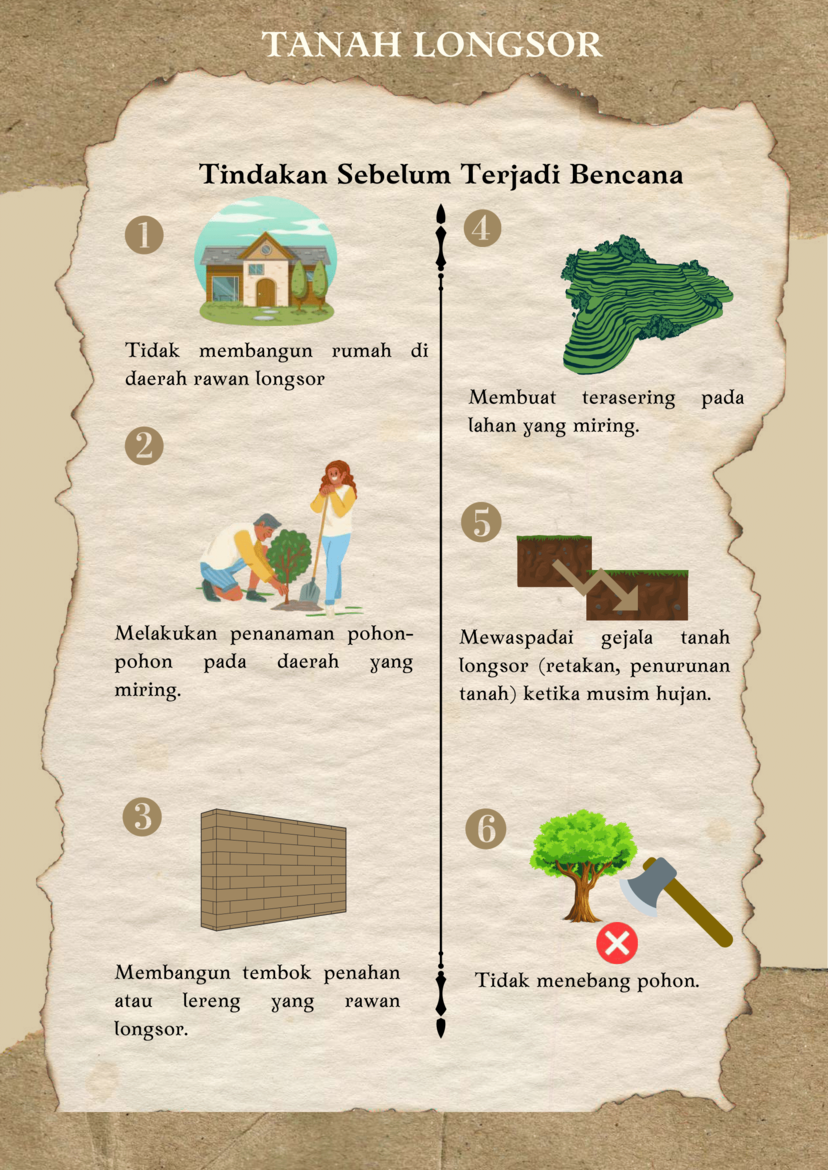 TANAH LONGSOR
Tindakan Sebelum Terjadi Bencana
1
Tidak membangun rumah di
daerah rawan longsor
2
Melakukan penanaman pohon-
pohon pada daerah yang
miring.
3
Membangun tembok penahan
atau lereng yang rawan
longsor.
4
Membuat terasering pada
lahan yang miring.
5
Mewaspadai gejala tanah
longsor (retakan, penurunan
tanah) ketika musim hujan.
6
Tidak menebang pohon.